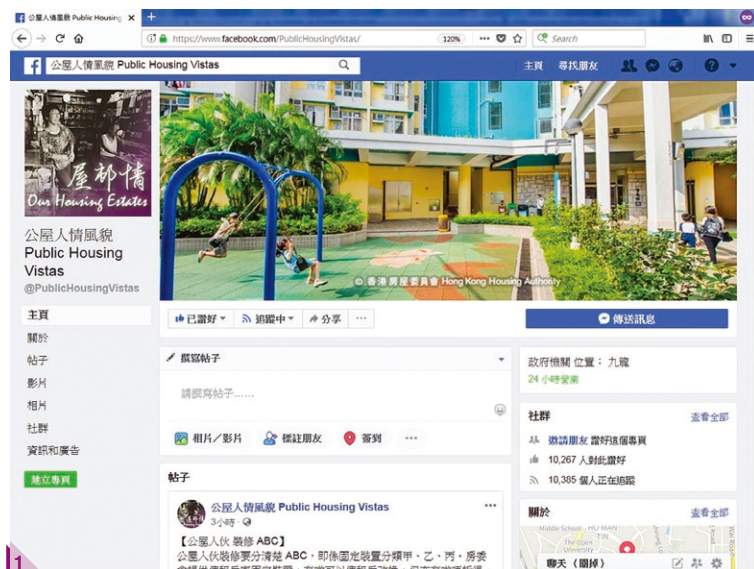 公屋人情風貌 Public Housing
https://www.facebook.com/PublicHousingVistas/
120%
Search
公屋人情風貌 Public Housing Vistas
主頁 尋找朋友
屋邨情
Our Housing Estates
公屋人情風貌
Public Housing
Vistas
@PublicHousingVistas
© 香港房屋委員會 Hong Kong Housing Authority
已讚好 追蹤中 分享
傳送訊息
主頁
關於
帖子
影片
相片
社群
資訊和廣告
建立專頁
撰寫帖子
請撰寫帖子……
相片／影片 標註朋友 簽到
帖子
公屋人情風貌 Public Housing Vistas
3小時
【公屋人伙 裝修 ABC】
公屋人伙裝修要分清楚 ABC，即係固定裝置分類甲、乙、丙。房委
政府機關 位置： 九龍
24 小時營業
社群 查看全部
邀請朋友 讚好這個專頁
10,267 人對此讚好
10,385 個人正在追蹤
關於 查看全部
Middle School - HO MAN
TIN
The Open
University
聊天（關掉）
1